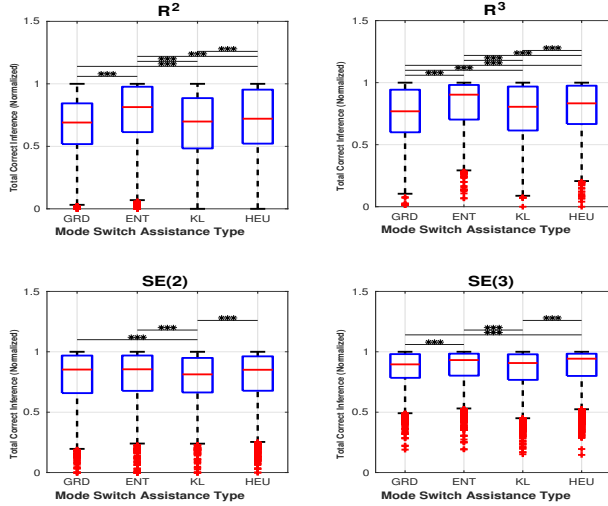 R²
Total Correct Inference (Normalized)
1.5
1
0.5
0
***
***
***
***
GRD ENT KL HEU
Mode Switch Assistance Type
R³
Total Correct Inference (Normalized)
1.5
1
0.5
0
***
***
***
***
***
***
GRD ENT KL HEU
Mode Switch Assistance Type
SE(2)
Total Correct Inference (Normalized)
1.5
1
0.5
0
***
***
***
GRD ENT KL HEU
Mode Switch Assistance Type
SE(3)
Total Correct Inference (Normalized)
1.5
1
0.5
0
***
***
***
***
GRD ENT KL HEU
Mode Switch Assistance Type